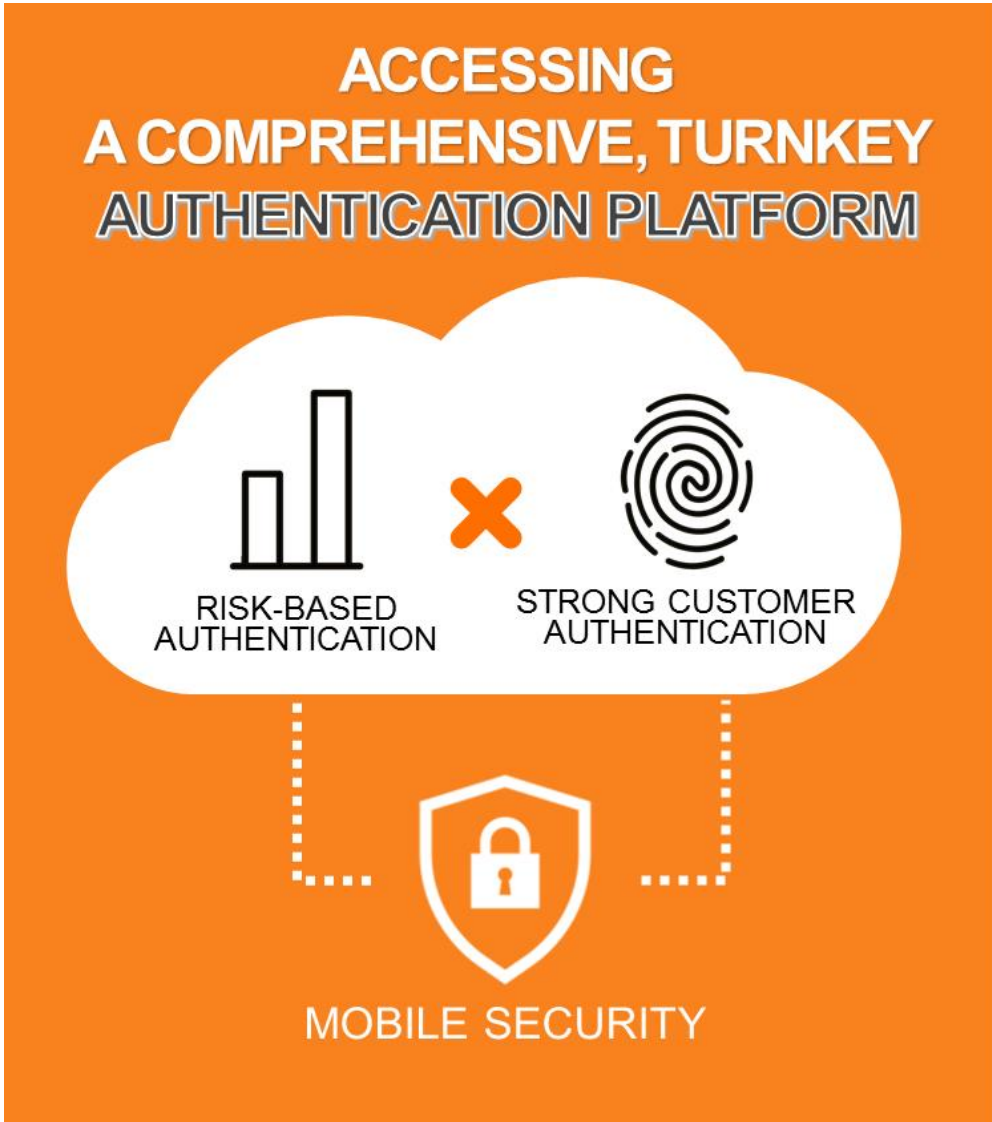 ACCESSING
A COMPREHENSIVE, TURNKEY
AUTHENTICATION PLATFORM
RISK-BASED
AUTHENTICATION
STRONG CUSTOMER
AUTHENTICATION
MOBILE SECURITY